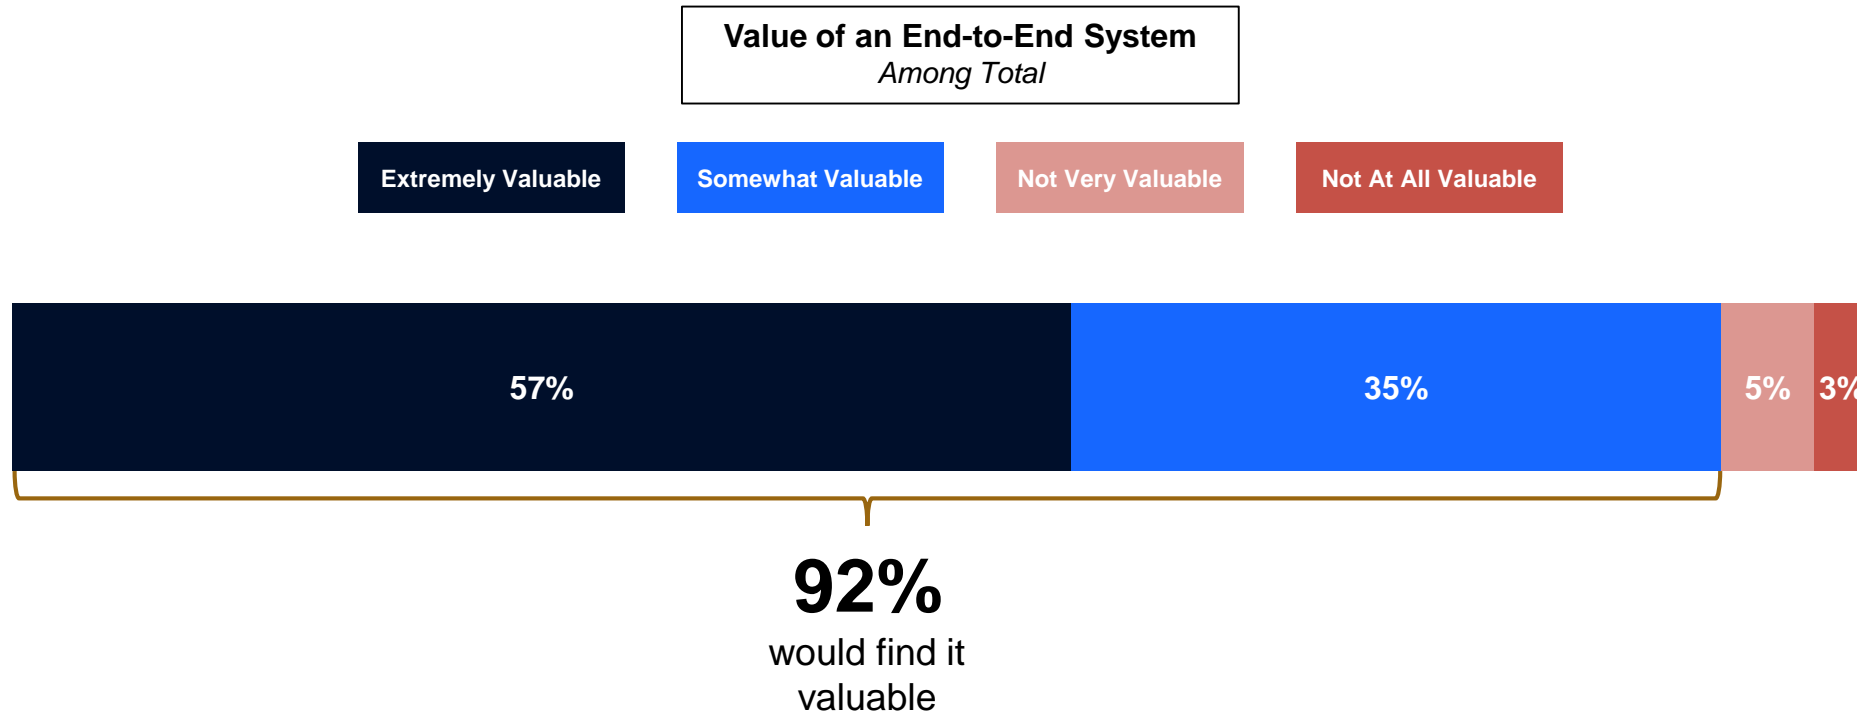 Value of an End-to-End System
Among Total
Extremely Valuable
Somewhat Valuable
Not Very Valuable
Not At All Valuable
57%
35%
5%
3%
92%
would find it
valuable